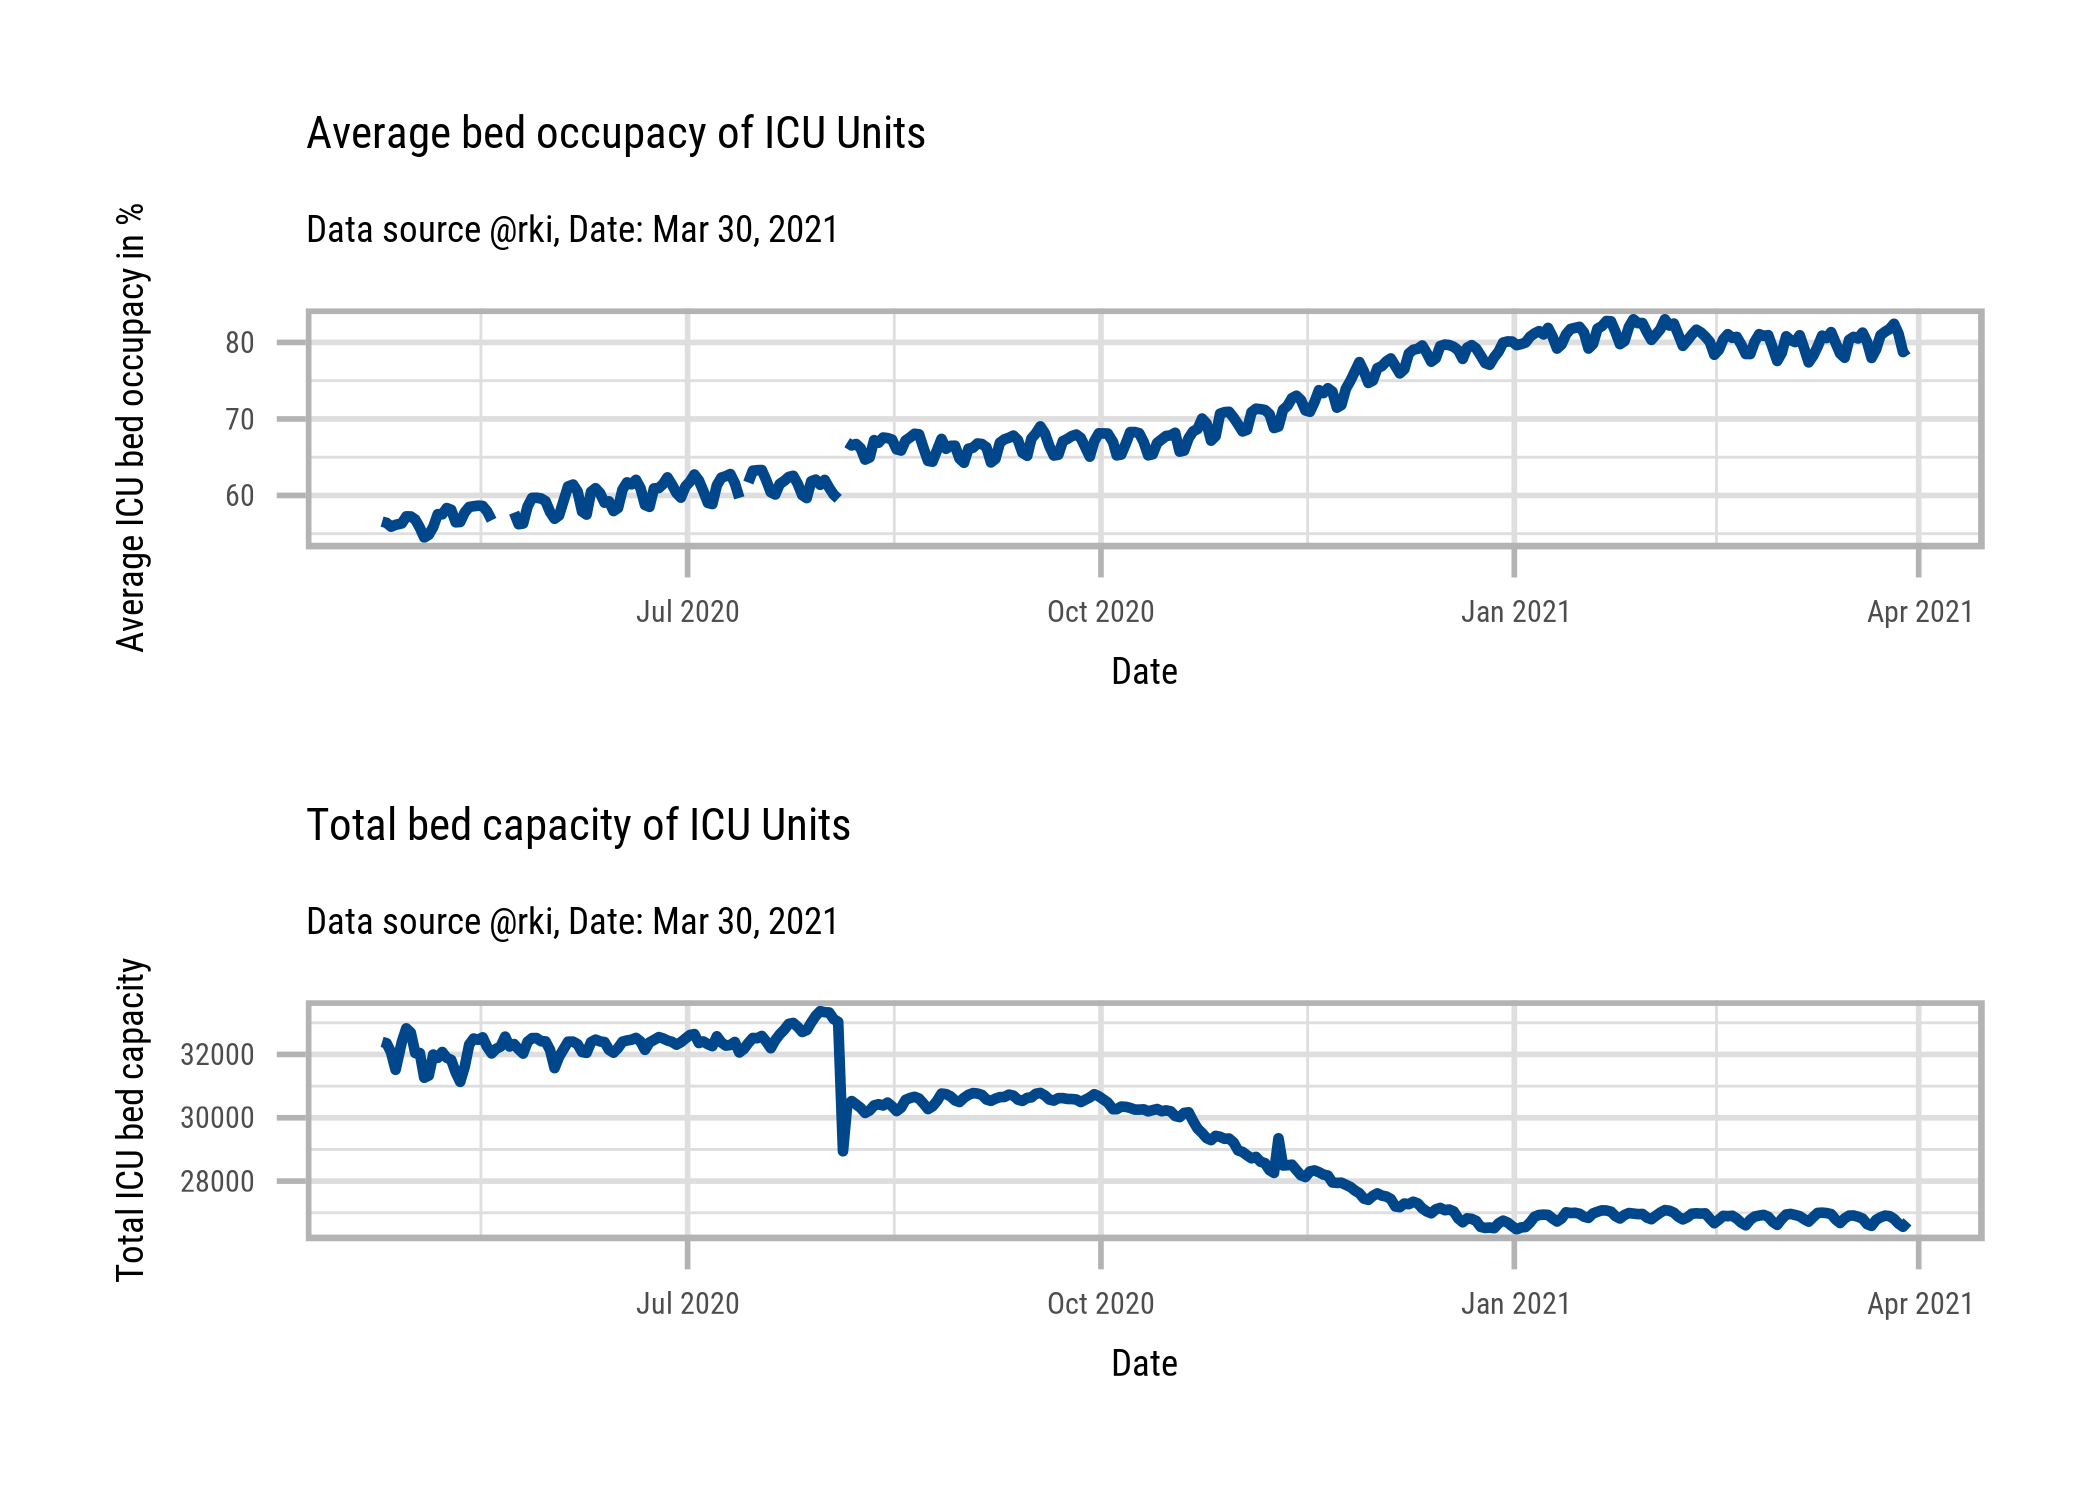 Average bed occupacy of ICU Units
Data source @rki, Date: Mar 30, 2021
Average ICU bed occupacy in %
80
70
60
Jul 2020
Oct 2020
Jan 2021
Apr 2021
Date
Total bed capacity of ICU Units
Data source @rki, Date: Mar 30, 2021
Total ICU bed capacity
32000
30000
28000
Jul 2020
Oct 2020
Jan 2021
Apr 2021
Date